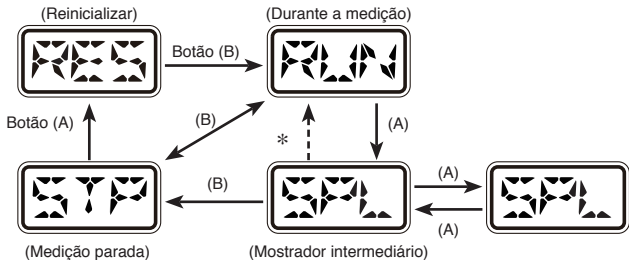 (Reinicializar)
(Durante a medição)
RES
Botão (B)
RUN
Botão (A)
(B)
*
(A)
STP
(B)
SPL
(A)
(A)
SPL
(Medição parada)
(Mostrador intermediário)